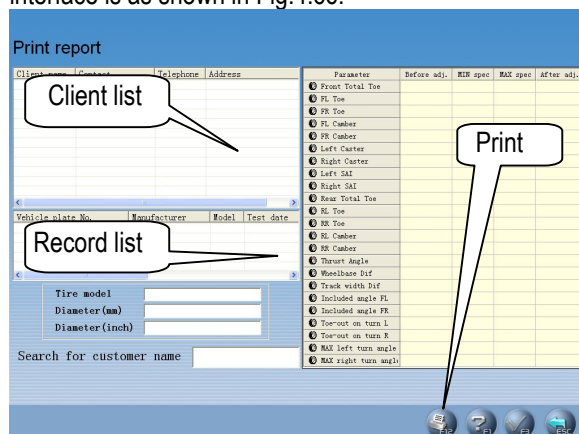 interface is as shown in Fig.4.60.
Print report
Client name Contact Telephone Address
Client list
Vehicle plate No. Manufacturer Model Test date
Record list
Tire model
Diameter(mm)
Diameter(inch)
Search for customer name
Parameter Before adj. MIN spec MAX spec After adj.
Front Total Toe
FL Toe
FR Toe
FL Camber
FR Camber
Left Caster
Right Caster
Left SAI
Right SAI
Rear Total Toe
RL Toe
RR Toe
RL Camber
RR Camber
Thrust Angle
Wheelbase Dif
Track width Dif
Included angle FL
Included angle FR
Toe-out on turn L
Toe-out on turn R
MAX left turn angle
MAX right turn angl
Print
F12 F1 F3 ESC